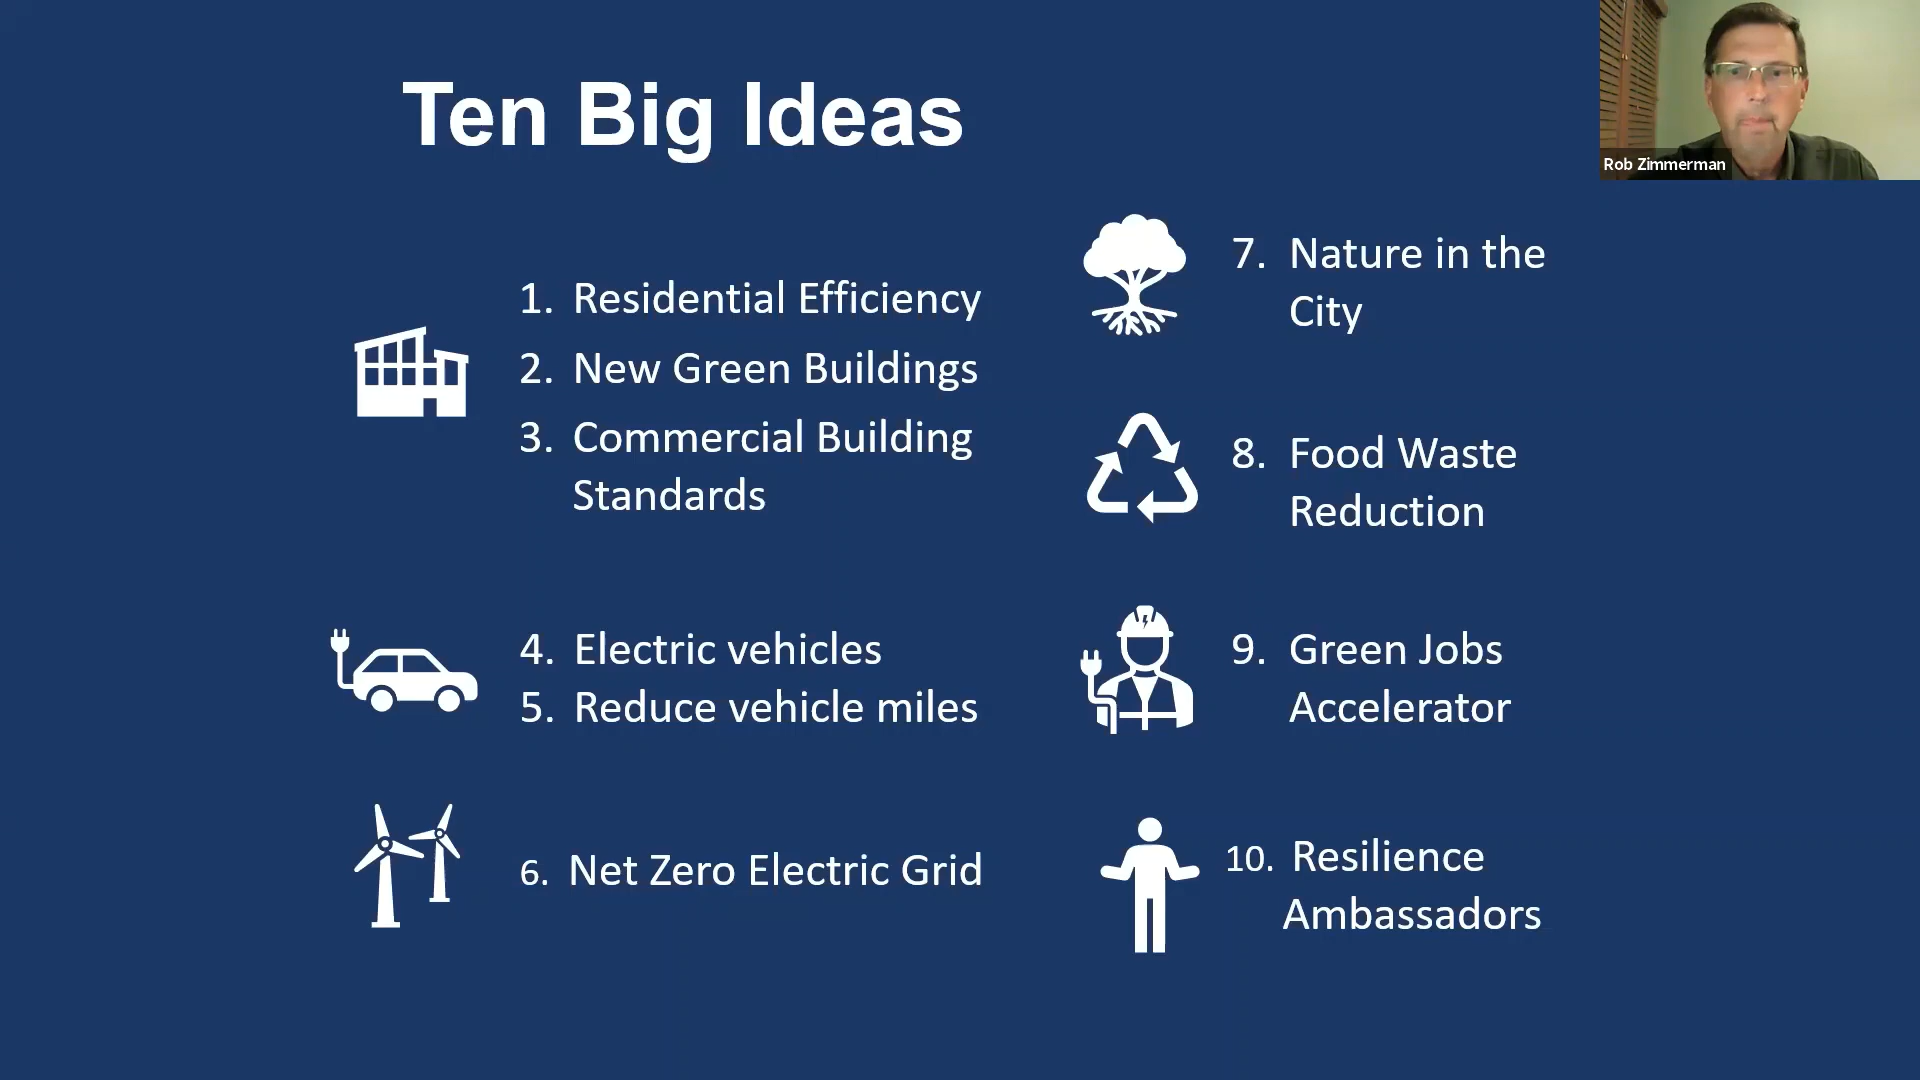 Ten Big Ideas
Rob Zimmerman
1. Residential Efficiency
2. New Green Buildings
3. Commercial Building
Standards
4. Electric vehicles
5. Reduce vehicle miles
6. Net Zero Electric Grid
7. Nature in the
City
8. Food Waste
Reduction
9. Green Jobs
Accelerator
10. Resilience
Ambassadors